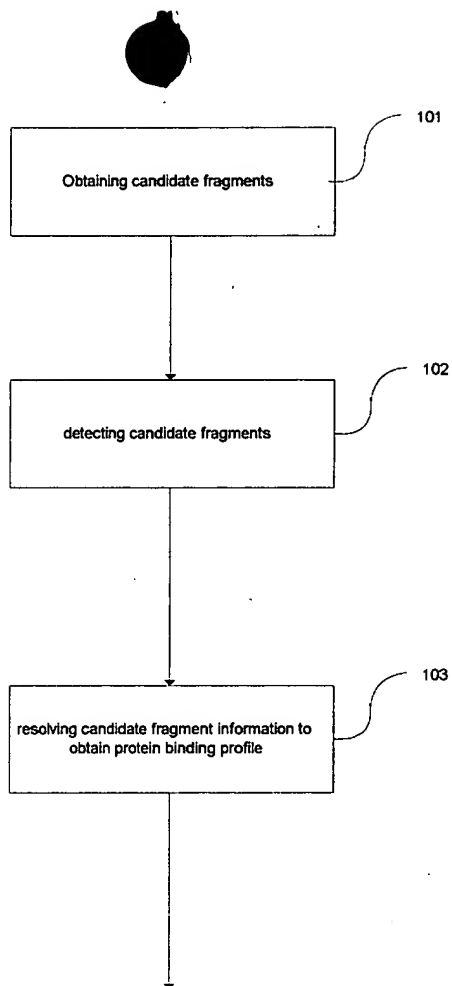 101
Obtaining candidate fragments
102
detecting candidate fragments
103
resolving candidate fragment information to
obtain protein binding profile